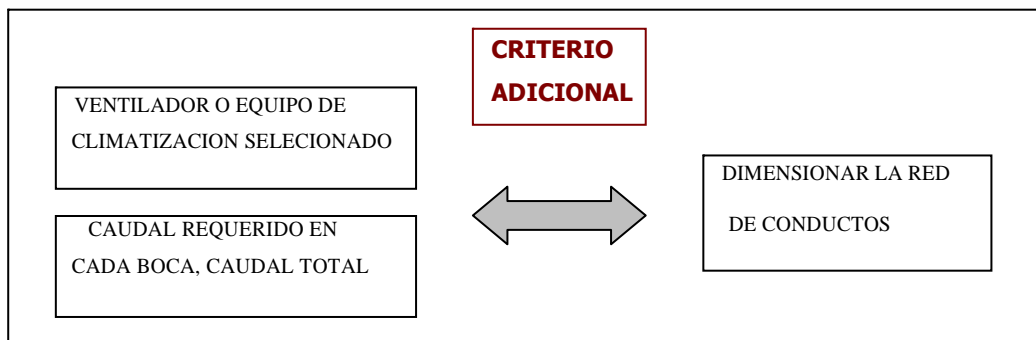 CRITERIO
ADICIONAL
VENTILADOR O EQUIPO DE
CLIMATIZACION SELECIONADO
CAUDAL REQUERIDO EN
CADA BOCA, CAUDAL TOTAL
DIMENSIONAR LA RED
DE CONDUCTOS